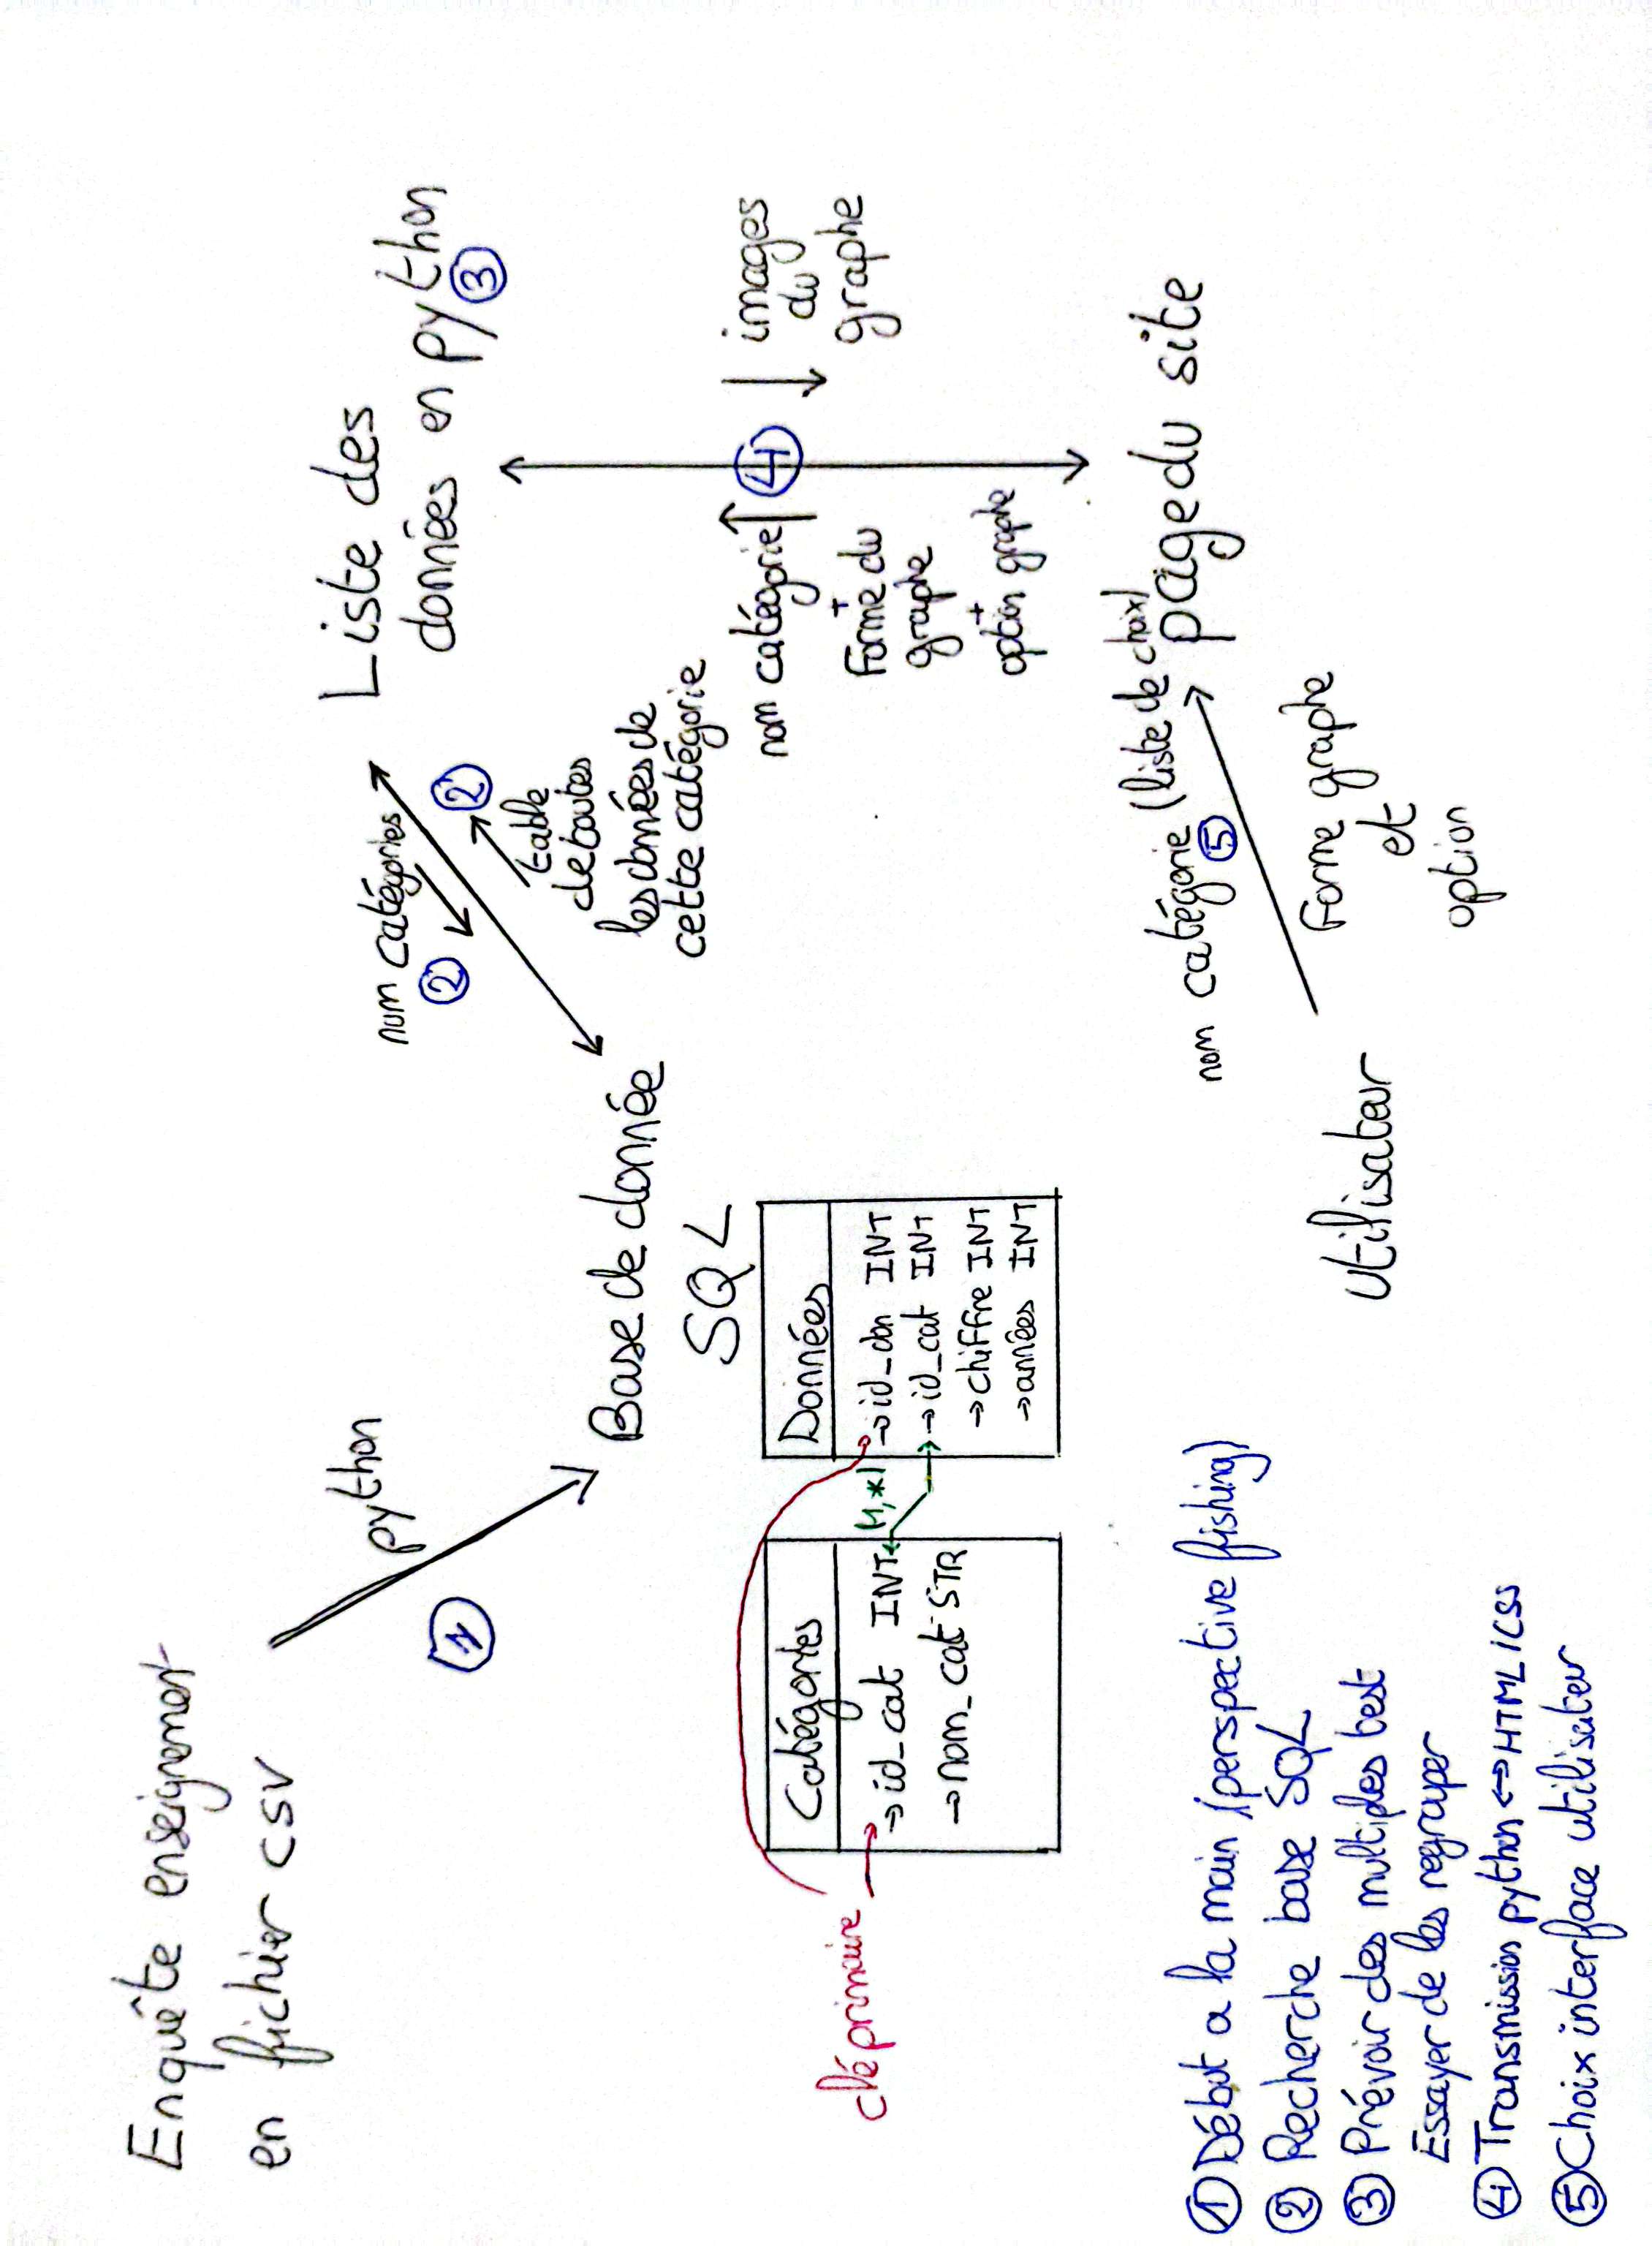 Enquête enseignement
en fichier csv
python
1
Base de donnée
SQL
nom catégories
2
2
table
de toutes
les données de
cette catégorie
Liste des
données en python
3
nom catégorie
+
Forme du
graphe
+
option graphe
4
images
du
graphe
page du site
nom catégorie (liste de choix)
5
Forme graphe
et
option
Utilisateur
clé primaire
Catégories
→id_cat INT
→nom_cat STR
(1,*)
Données
→id_don INT
→id_cat INT
→chiffre INT
→années INT
① Début a la main (perspective fishing)
② Recherche base SQL
③ Prévoir des multiples test
Essayer de les regrouper
④ Transmission python ⇔ HTML/CSS
⑤ Choix interface utilisateur